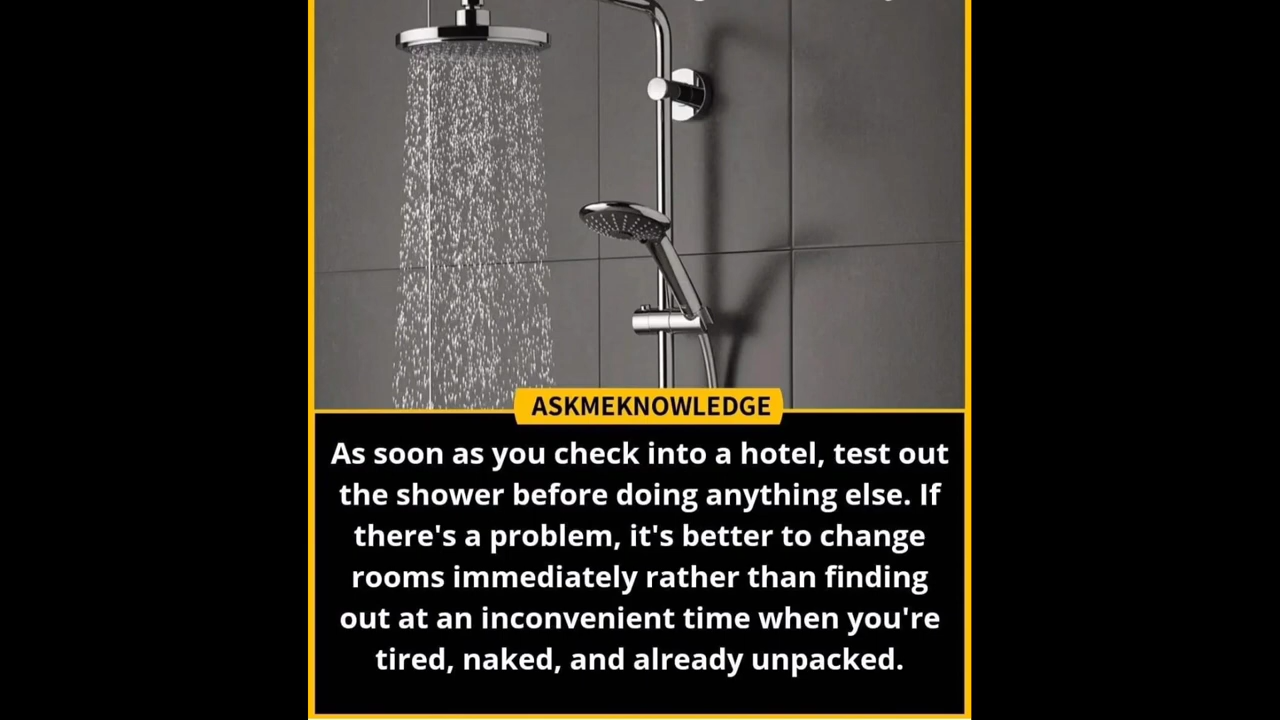 ASKMEKNOWLEDGE
As soon as you check into a hotel, test out
the shower before doing anything else. If
there's a problem, it's better to change
rooms immediately rather than finding
out at an inconvenient time when you're
tired, naked, and already unpacked.